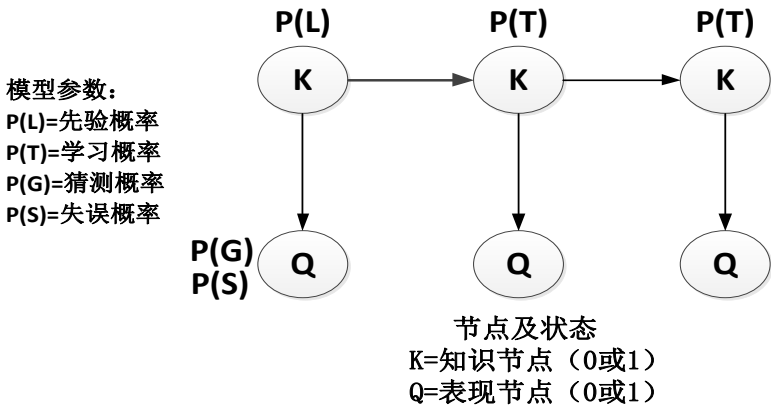 P(L) P(T) P(T)
K K K
模型参数：
P(L)=先验概率
P(T)=学习概率
P(G)=猜测概率
P(S)=失误概率
P(G)
P(S)
Q Q Q
节点及状态
K=知识节点（0或1）
Q=表现节点（0或1）